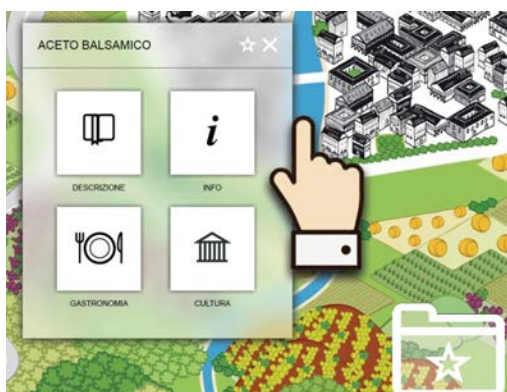 ACETO BALSAMICO
DESCRIZIONE
i
INFO
GASTRONOMIA
CULTURA